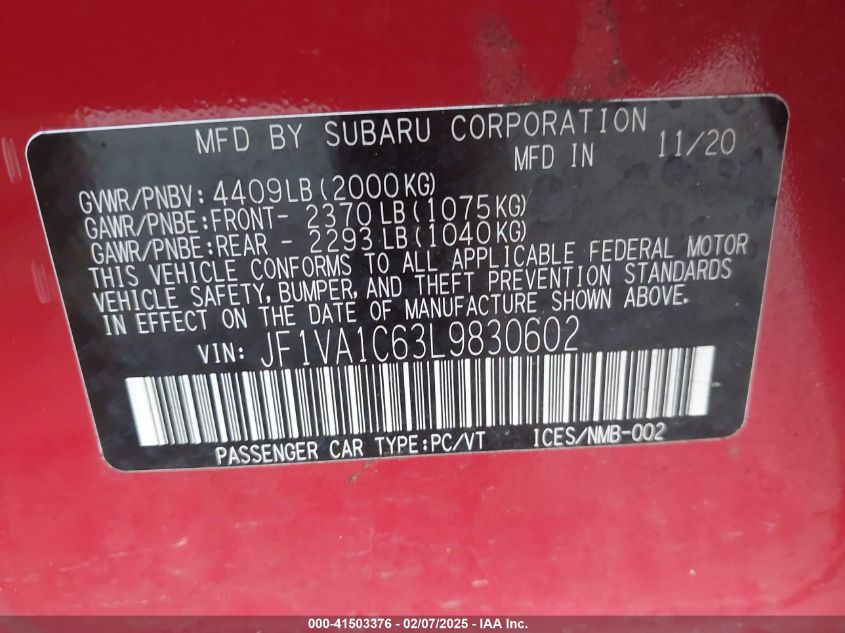 MFD BY SUBARU CORPORATION
MFD IN 11/20
GVWR/PNBV: 4409LB(2000KG)
GAWR/PNBE:FRONT- 2370LB(1075KG)
GAWR/PNBE:REAR - 2293LB(1040KG)
THIS VEHICLE CONFORMS TO ALL APPLICABLE FEDERAL MOTOR
VEHICLE SAFETY, BUMPER, AND THEFT PREVENTION STANDARDS
IN EFFECT ON THE DATE OF MANUFACTURE SHOWN ABOVE.
VIN: JF1VA1C63L9830602
PASSENGER CAR TYPE:PC/VT ICES/NMB-002
000-41503376 - 02/07/2025 - IAA Inc.